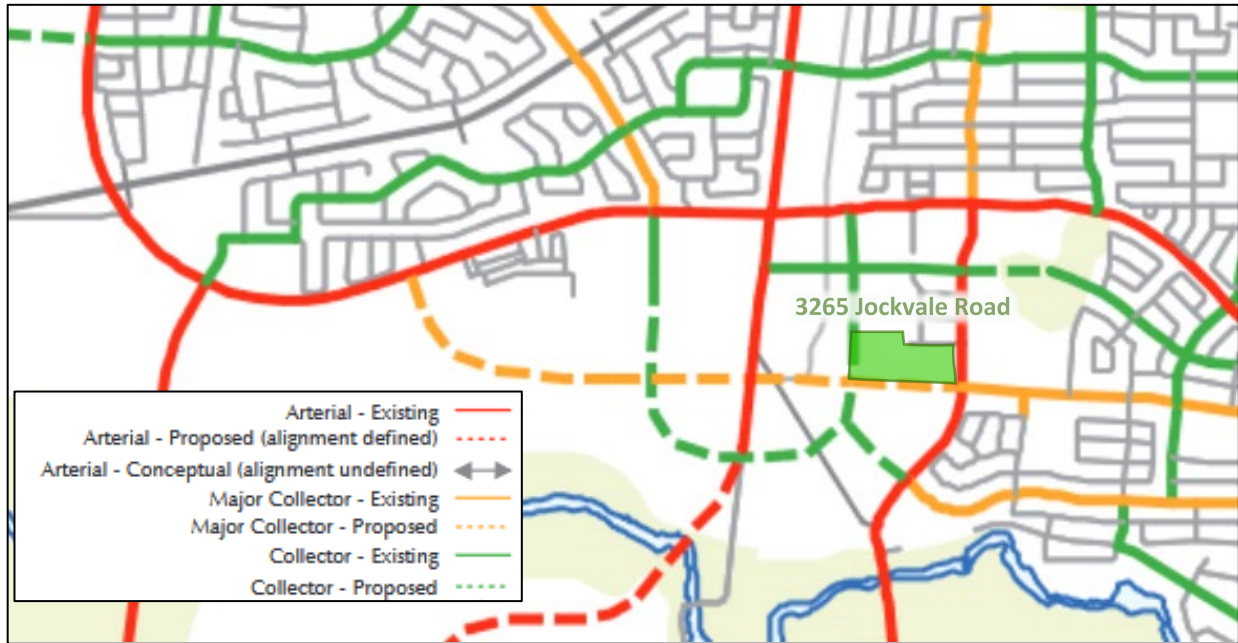 3265 Jockvale Road
Arterial - Existing
Arterial - Proposed (alignment defined)
Arterial - Conceptual (alignment undefined)
Major Collector - Existing
Major Collector - Proposed
Collector - Existing
Collector - Proposed